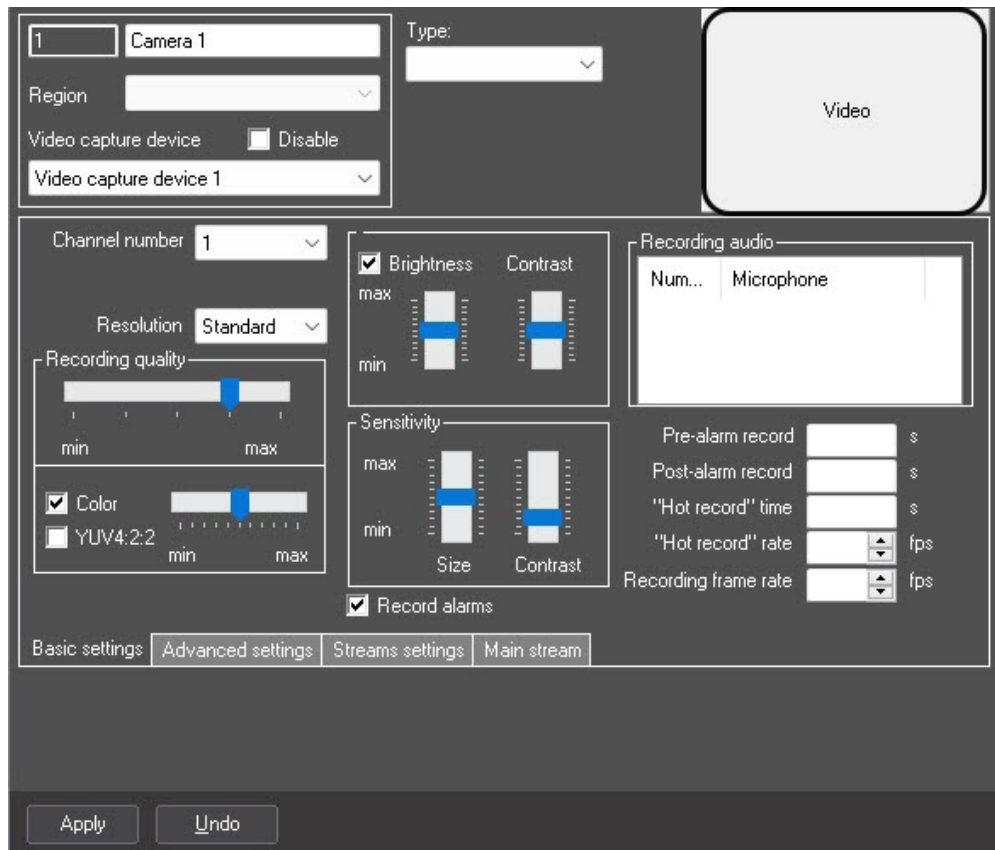 1
Camera 1
Type:
Region
Video capture device
Disable
Video capture device 1
Video
Channel number
1
Resolution
Standard
Recording quality
min
max
Color
YUV4:2:2
min
max
Brightness
Contrast
max
min
Sensitivity
max
min
Size
Contrast
Record alarms
Recording audio
Num...
Microphone
Pre-alarm record
s
Post-alarm record
s
"Hot record" time
s
"Hot record" rate
fps
Recording frame rate
fps
Basic settings
Advanced settings
Streams settings
Main stream
Apply
Undo